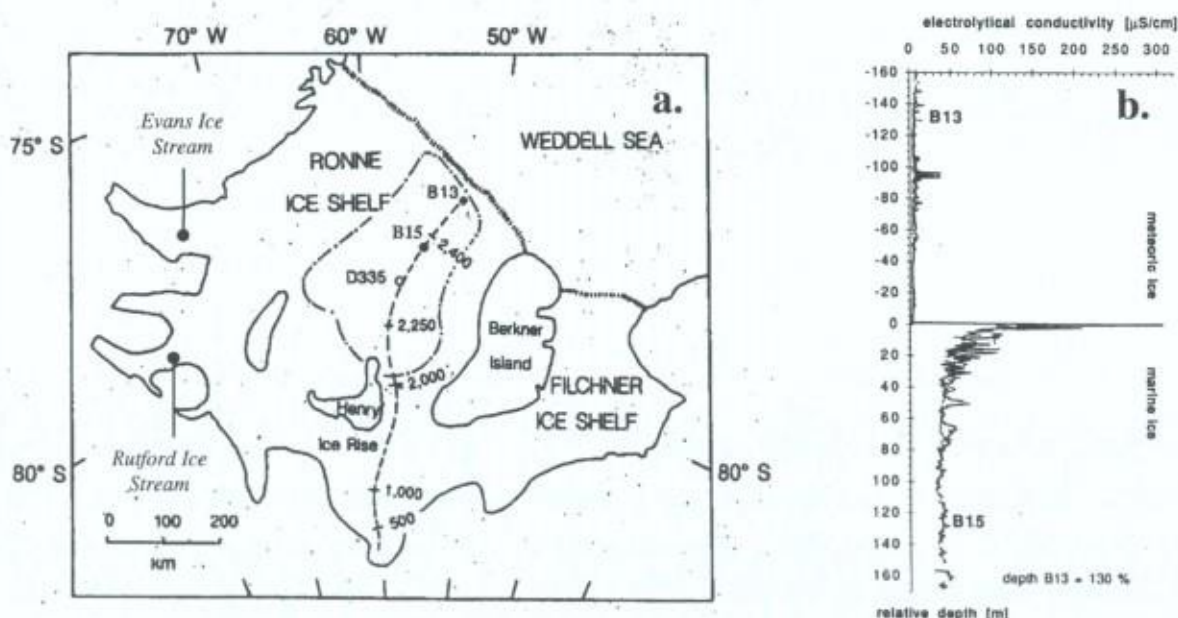 70° W
60° W
50° W
a.
Evans Ice
Stream
75° S
WEDDELL SEA
RONNE
ICE SHELF
B13
B15
2,400
D335
2,250
Berkner
Island
2,000
FILCHNER
ICE SHELF
Henry
Ice Rise
Rutford Ice
Stream
80° S
80° S
1,000
500
0 100 200
KM
electrolytical conductivity [µS/cm]
0 50 100 150 200 250 300
b.
-160
-140
B13
-120
-100
-80
-60
meteoric ice
-40
-20
0
20
40
marine ice
60
80
100
120
B15
140
160
depth B13 = 130 %
relative depth [m]